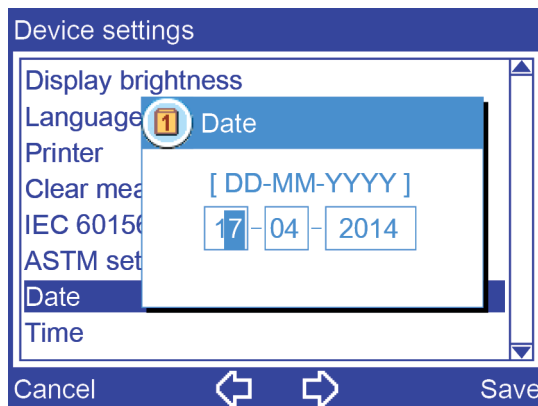 Device settings
Display brightness
Language
Printer
Clear mea
IEC 60156
ASTM set
Date
Time
1 Date
[ DD-MM-YYYY ]
17-04-2014
Cancel
Save